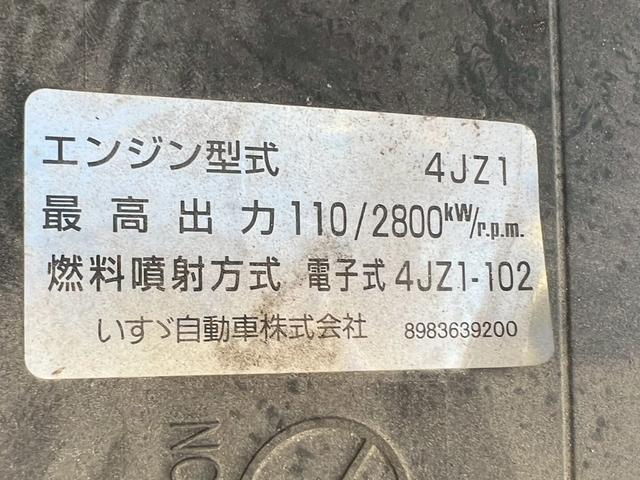 エンジン型式 4JZ1
最高出力 110/2800kW/r.p.m.
燃料噴射方式 電子式 4JZ1-102
いすゞ自動車株式会社 8983639200
NO